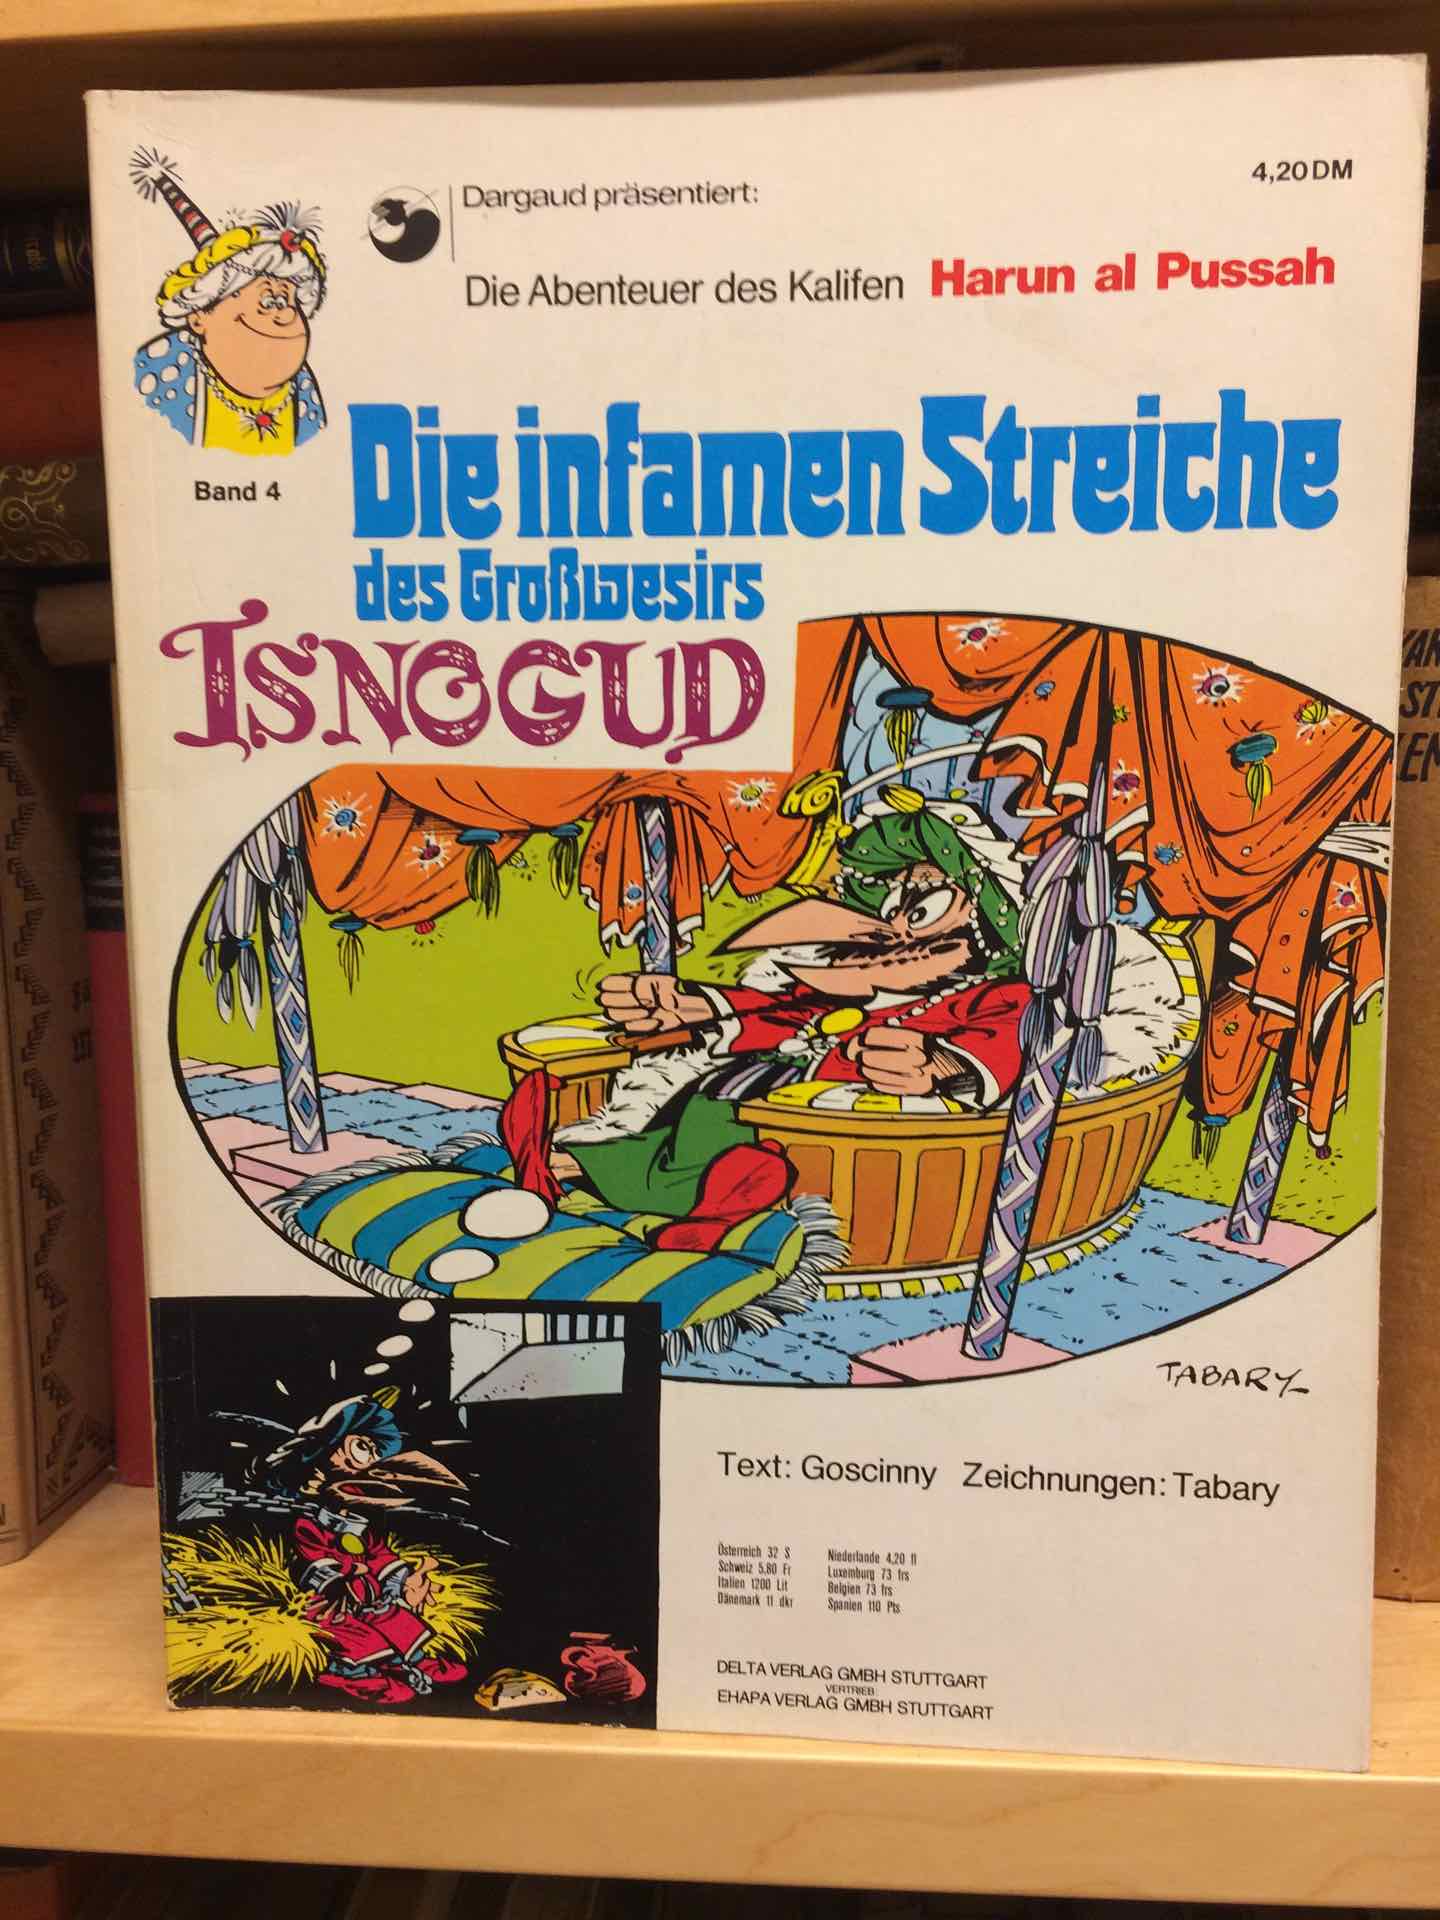 Dargaud präsentiert:
4,20 DM
Die Abenteuer des Kalifen Harun al Pussah
Band 4
Die infamen Streiche
des Großwesirs
ISNOGUD
TABARY
Text: Goscinny Zeichnungen: Tabary
Österreich 32 S
Schweiz 5,80 Fr
Italien 1200 Lit
Dänemark 11 dkr
Niederlande 4,20 fl
Luxemburg 73 frs
Belgien 73 frs
Spanien 110 Pts
DELTA VERLAG GMBH STUTTGART
VERTRIEB:
EHAPA VERLAG GMBH STUTTGART